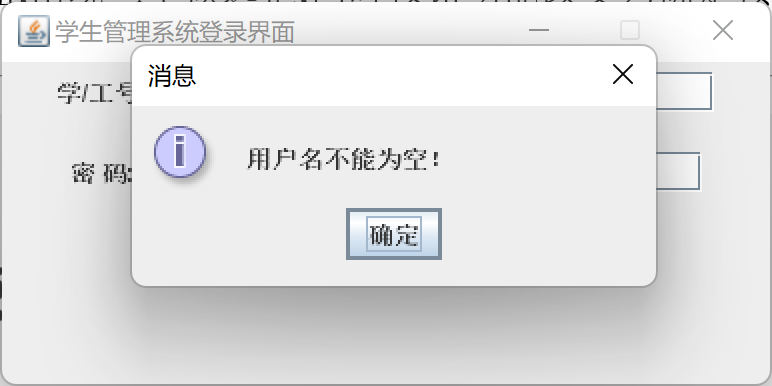 学生管理系统登录界面
消息
学/工号
用户名不能为空!
密 码:
确定